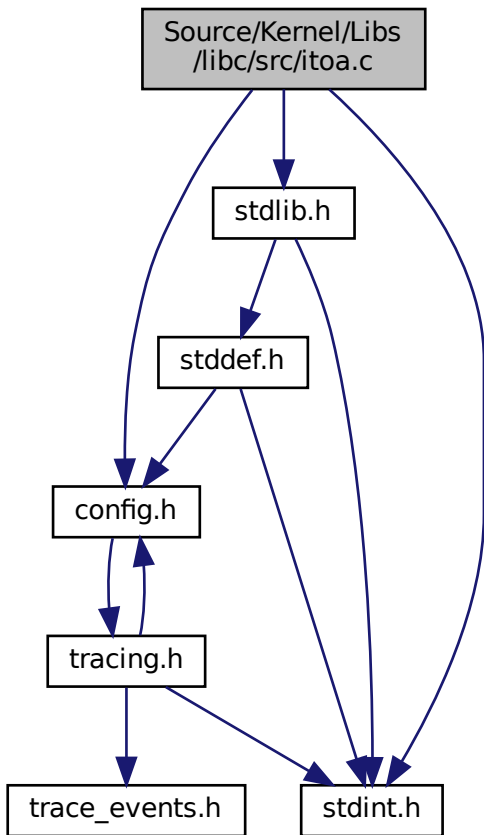 Source/Kernel/Libs
/libc/src/itoa.c
stdlib.h
stddef.h
config.h
tracing.h
trace_events.h
stdint.h